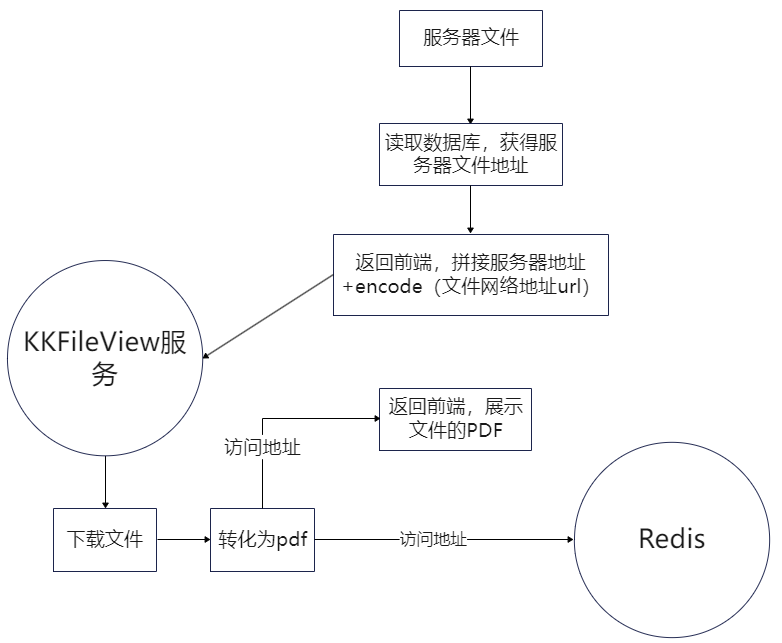 服务器文件
读取数据库，获得服
务器文件地址
返回前端，拼接服务器地址
+encode（文件网络地址url）
KKFileView服
务
返回前端，展示
文件的PDF
访问地址
下载文件
转化为pdf
访问地址
Redis